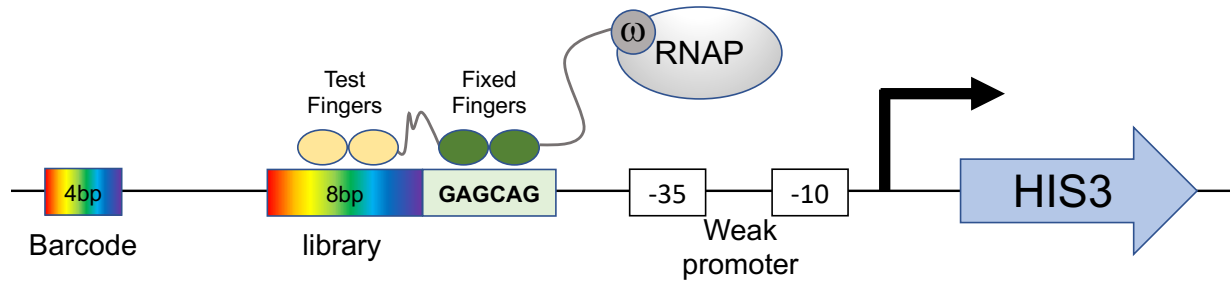 ω
RNAP
Test
Fingers
Fixed
Fingers
4bp
8bp
GAGCAG
-35
-10
HIS3
Barcode
library
Weak
promoter